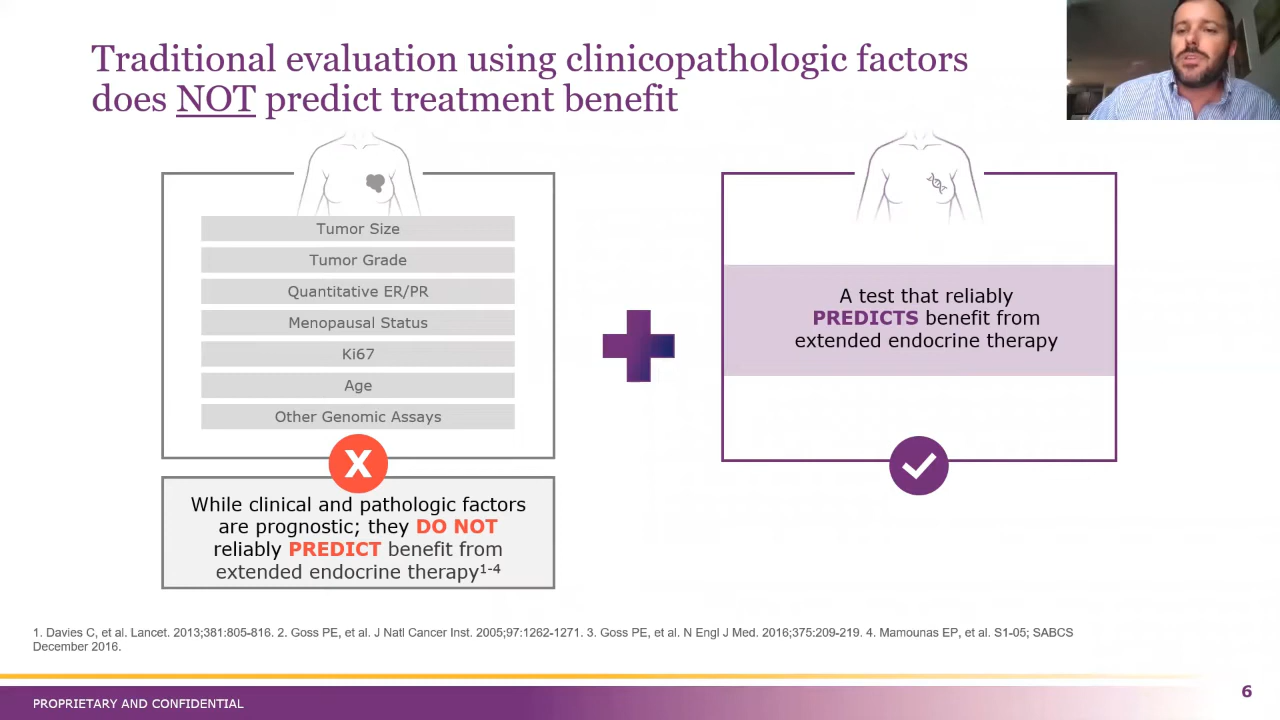 Traditional evaluation using clinicopathologic factors
does NOT predict treatment benefit
Tumor Size
Tumor Grade
Quantitative ER/PR
Menopausal Status
Ki67
Age
Other Genomic Assays
X
While clinical and pathologic factors
are prognostic; they DO NOT
reliably PREDICT benefit from
extended endocrine therapy¹⁻⁴
A test that reliably
PREDICTS benefit from
extended endocrine therapy
1. Davies C, et al. Lancet. 2013;381:805-816. 2. Goss PE, et al. J Natl Cancer Inst. 2005;97:1262-1271. 3. Goss PE, et al. N Engl J Med. 2016;375:209-219. 4. Mamounas EP, et al. S1-05; SABCS
December 2016.
PROPRIETARY AND CONFIDENTIAL
6